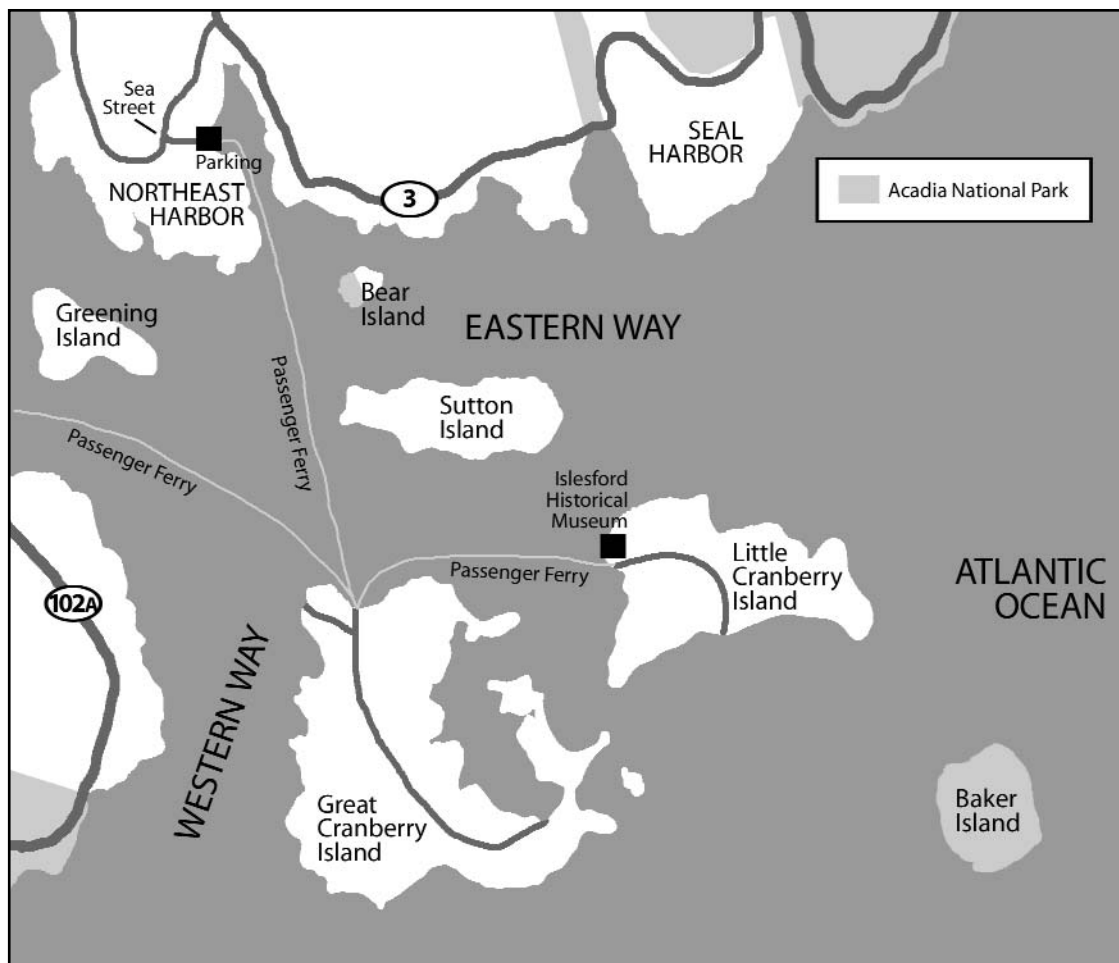 Sea
Street
Parking
NORTHEAST
HARBOR
3
SEAL
HARBOR
Acadia National Park
Greening
Island
Bear
Island
EASTERN WAY
Passenger Ferry
Passenger Ferry
Sutton
Island
Islesford
Historical
Museum
Passenger Ferry
Little
Cranberry
Island
ATLANTIC
OCEAN
102A
WESTERN WAY
Great
Cranberry
Island
Baker
Island